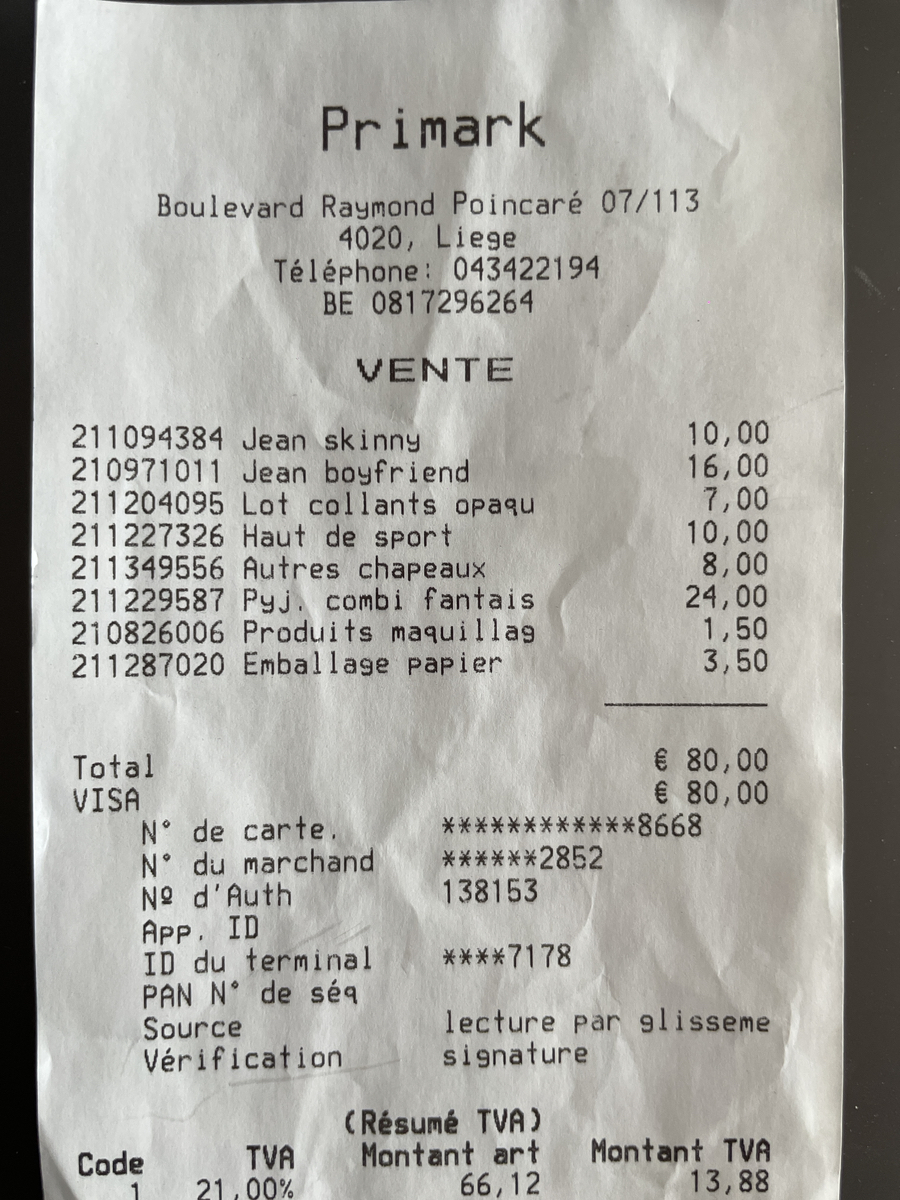 Primark
Boulevard Raymond Poincaré 07/113
4020, Liege
Téléphone: 043422194
BE 0817296264
VENTE
211094384 Jean skinny 10,00
210971011 Jean boyfriend 16,00
211204095 Lot collants opaqu 7,00
211227326 Haut de sport 10,00
211349556 Autres chapeaux 8,00
211229587 Pyj. combi fantais 24,00
210826006 Produits maquillag 1,50
211287020 Emballage papier 3,50
Total € 80,00
VISA € 80,00
N° de carte. ************8668
N° du marchand ******2852
Nº d'Auth 138153
App. ID
ID du terminal ****7178
PAN N° de séq
Source lecture par glisseme
Vérification signature
(Résumé TVA)
Code TVA Montant art Montant TVA
1 21,00% 66,12 13,88